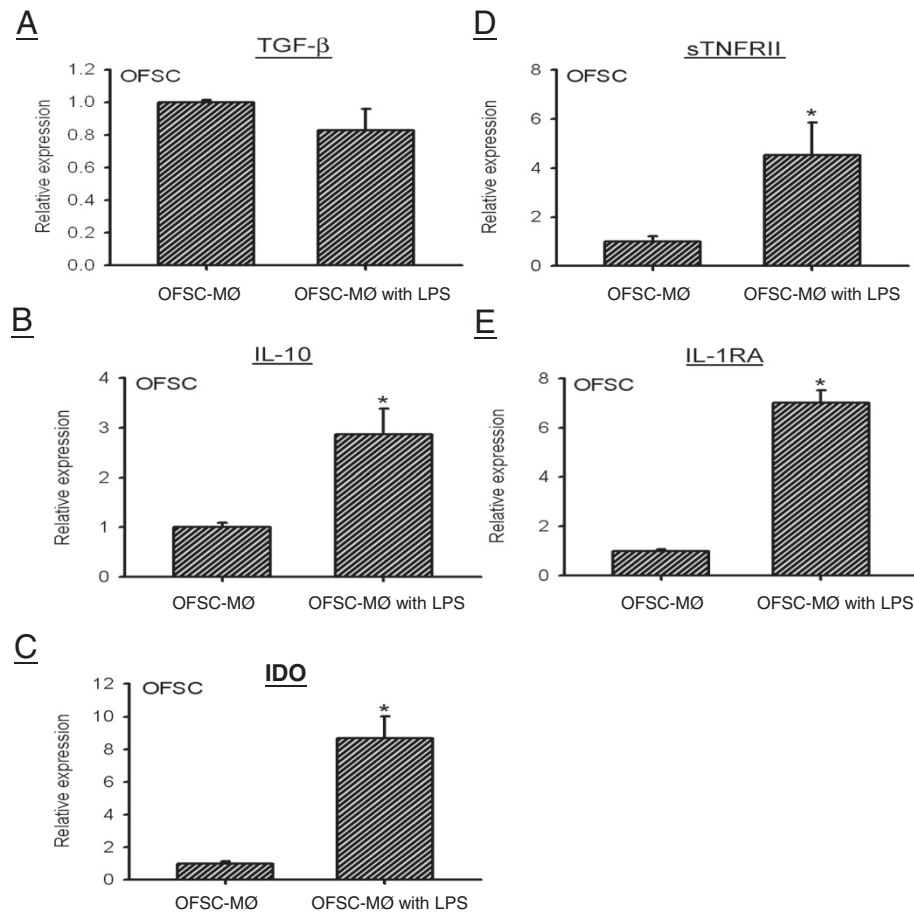 A
TGF-β
OFSC
Relative expression
1.2
1.0
0.8
0.6
0.4
0.2
0.0
OFSC-MØ
OFSC-MØ with LPS
B
IL-10
OFSC
Relative expression
4
3
2
1
0
*
OFSC-MØ
OFSC-MØ with LPS
C
IDO
OFSC
Relative expression
12
10
8
6
4
2
0
*
OFSC-MØ
OFSC-MØ with LPS
D
sTNFRII
OFSC
Relative expression
8
6
4
2
0
*
OFSC-MØ
OFSC-MØ with LPS
E
IL-1RA
OFSC
Relative expression
8
6
4
2
0
*
OFSC-MØ
OFSC-MØ with LPS